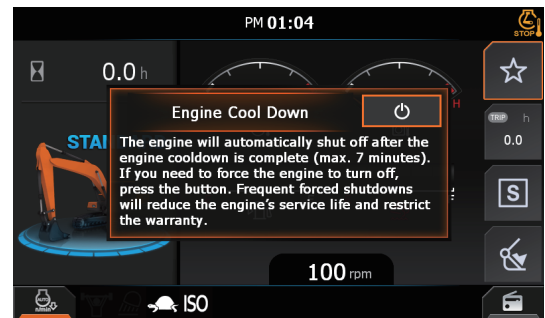 PM 01:04
STOP
0.0 h
H
Engine Cool Down
TRIP h
0.0
STA
The engine will automatically shut off after the
engine cooldown is complete (max. 7 minutes).
If you need to force the engine to turn off,
press the button. Frequent forced shutdowns
will reduce the engine's service life and restrict
the warranty.
S
100 rpm
AUTO
n/min
ISO